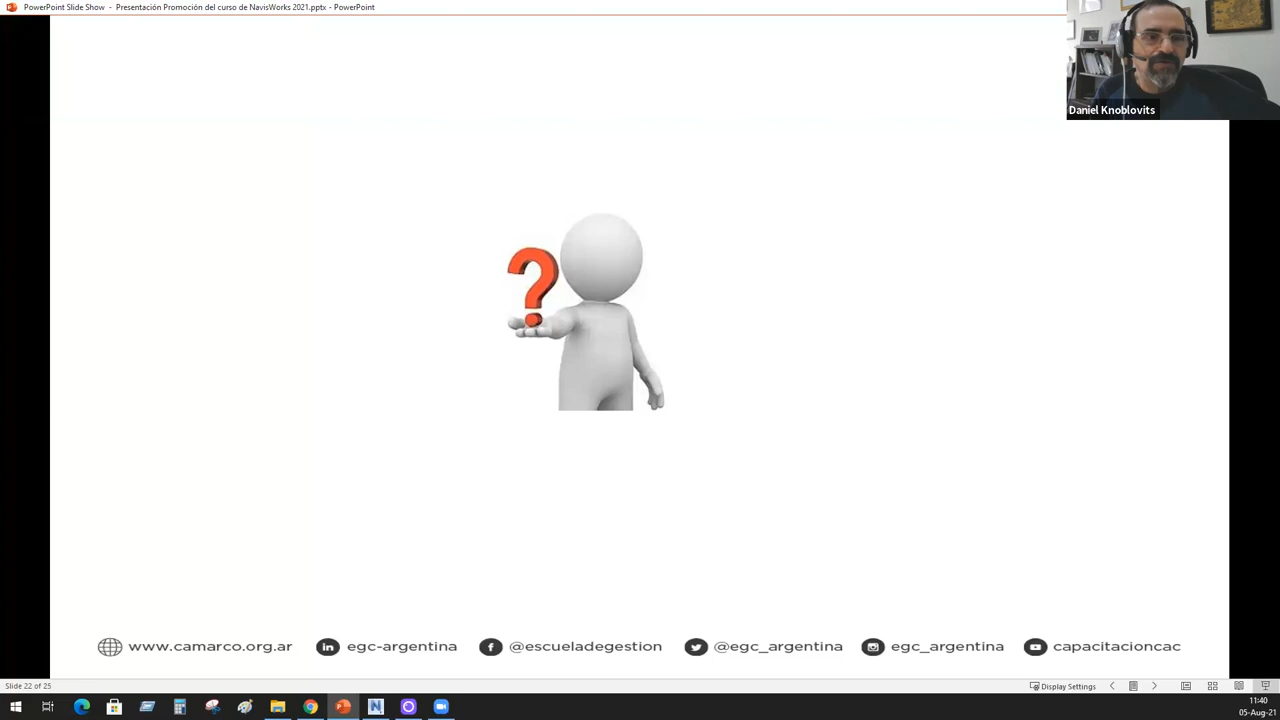 PowerPoint Slide Show - Presentación Promoción del curso de NavisWorks 2021.pptx - PowerPoint
Daniel Knoblovits
?
www.camarco.org.ar in egc-argentina f @escueladegestion @egc_argentina egc_argentina capacitacioncac
Slide 22 of 25 Display Settings
11:40
05-Aug-21